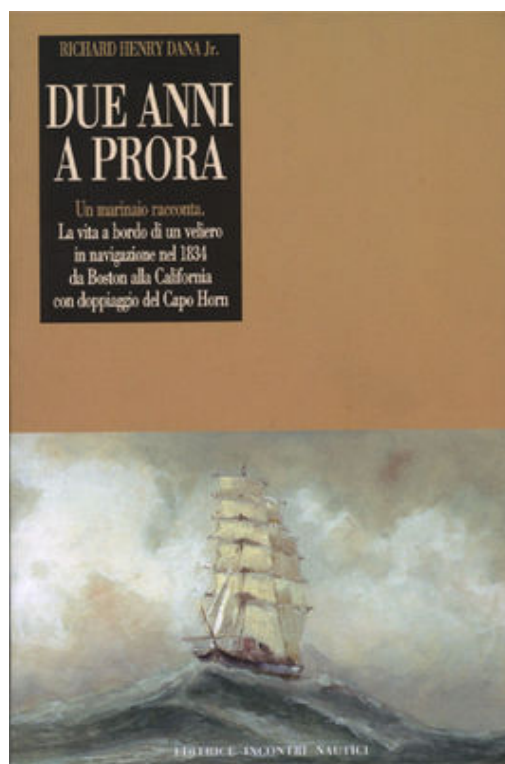 RICHARD HENRY DANA Jr.
DUE ANNI
A PRORA
Un marinaio racconta.
La vita a bordo di un veliero
in navigazione nel 1834
da Boston alla California
con doppiaggio del Capo Horn
EDITRICE INCONTRI NAUTICI